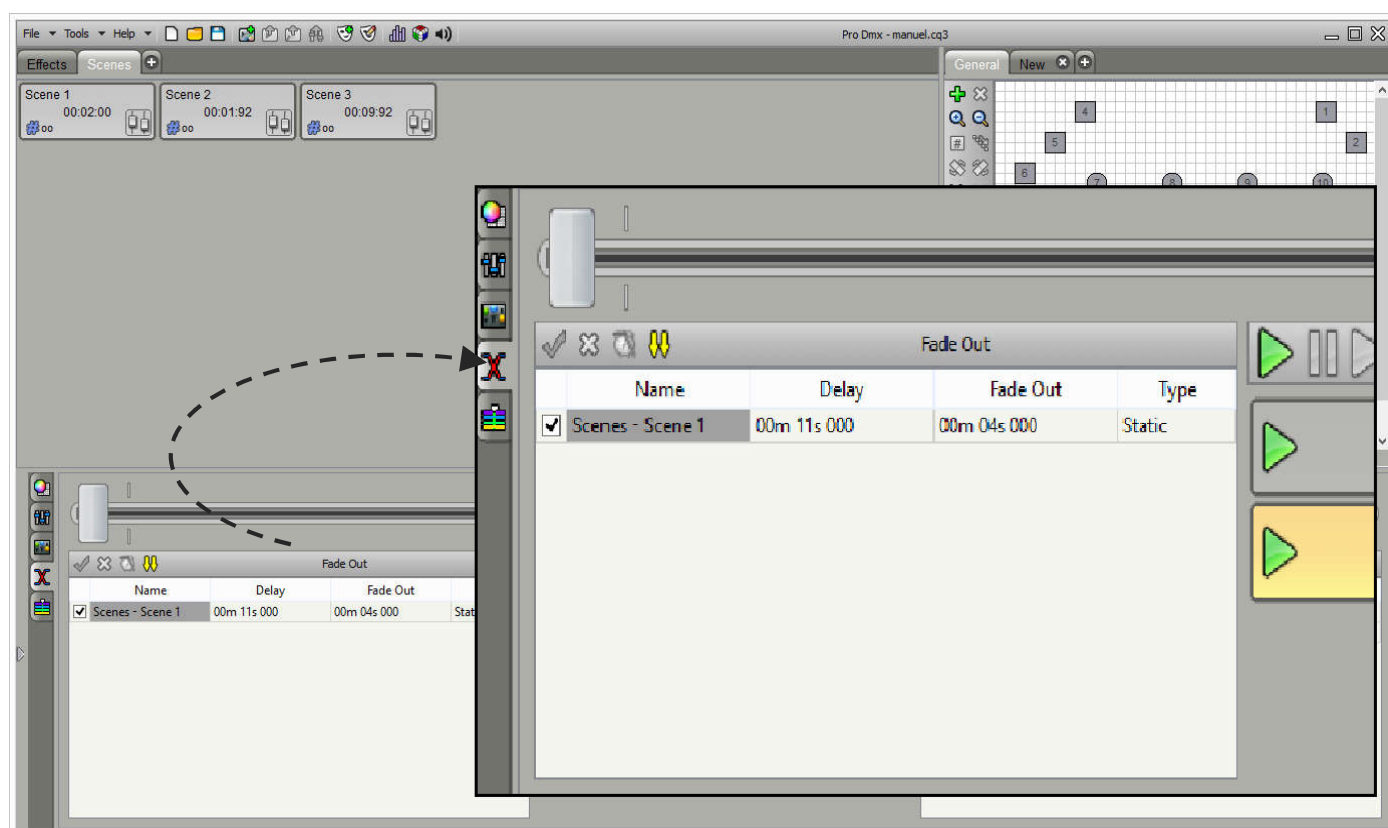 File Tools Help
Pro Dmx - manuel.cq3
Effects Scenes
General New
Scene 1
00:02:00
oo
Scene 2
00:01:92
oo
Scene 3
00:09:92
oo
4
1
#
5
2
6
7
8
9
10
Fade Out
Name Delay Fade Out Type
Scenes - Scene 1 00m 11s 000 00m 04s 000 Static
Fade Out
Name Delay Fade Out
Scenes - Scene 1 00m 11s 000 00m 04s 000 Stat